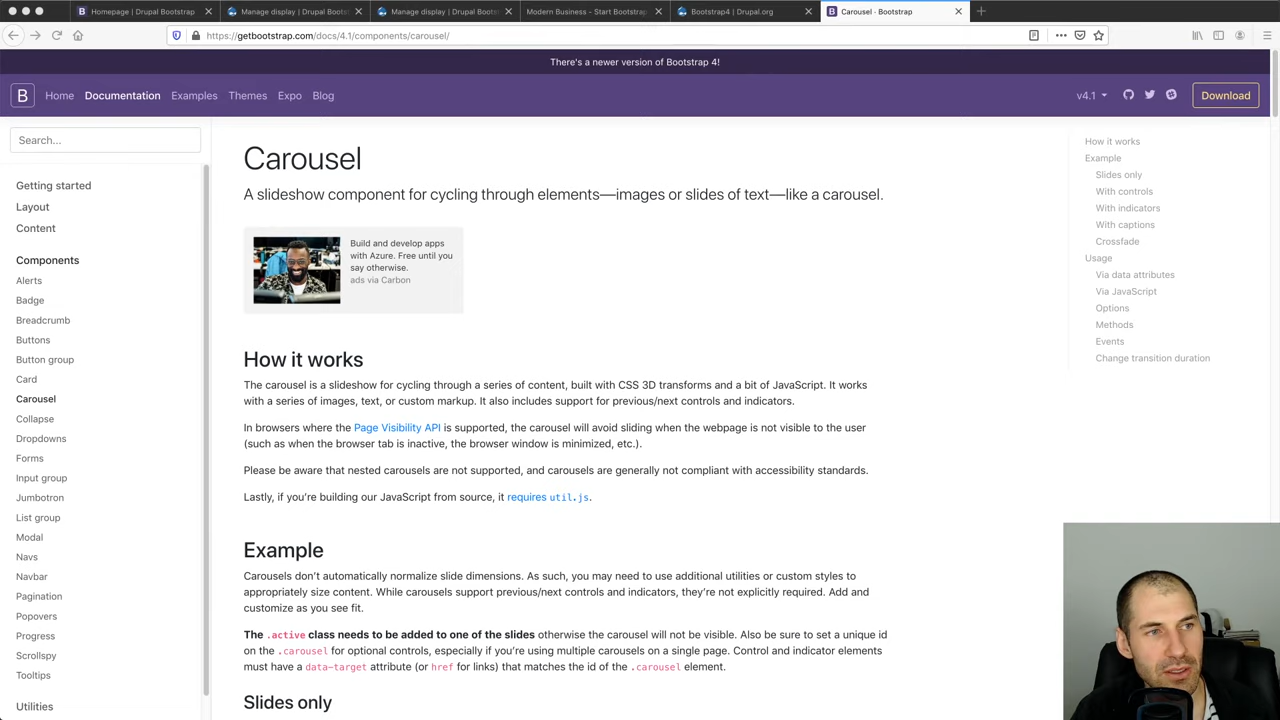 Homepage | Drupal Bootstrap
Manage display | Drupal Bootst
Manage display | Drupal Bootst
Modern Business - Start Bootstrap
Bootstrap4 | Drupal.org
Carousel · Bootstrap
https://getbootstrap.com/docs/4.1/components/carousel/
There's a newer version of Bootstrap 4!
B
Home
Documentation
Examples
Themes
Expo
Blog
v4.1
Download
Search...
Getting started
Layout
Content
Components
Alerts
Badge
Breadcrumb
Buttons
Button group
Card
Carousel
Collapse
Dropdowns
Forms
Input group
Jumbotron
List group
Modal
Navs
Navbar
Pagination
Popovers
Progress
Scrollspy
Tooltips
Utilities
Carousel
A slideshow component for cycling through elements—images or slides of text—like a carousel.
Build and develop apps
with Azure. Free until you
say otherwise.
ads via Carbon
How it works
The carousel is a slideshow for cycling through a series of content, built with CSS 3D transforms and a bit of JavaScript. It works
with a series of images, text, or custom markup. It also includes support for previous/next controls and indicators.
In browsers where the Page Visibility API is supported, the carousel will avoid sliding when the webpage is not visible to the user
(such as when the browser tab is inactive, the browser window is minimized, etc.).
Please be aware that nested carousels are not supported, and carousels are generally not compliant with accessibility standards.
Lastly, if you're building our JavaScript from source, it requires util.js.
Example
Carousels don't automatically normalize slide dimensions. As such, you may need to use additional utilities or custom styles to
appropriately size content. While carousels support previous/next controls and indicators, they're not explicitly required. Add and
customize as you see fit.
The .active class needs to be added to one of the slides otherwise the carousel will not be visible. Also be sure to set a unique id
on the .carousel for optional controls, especially if you're using multiple carousels on a single page. Control and indicator elements
must have a data-target attribute (or href for links) that matches the id of the .carousel element.
Slides only
How it works
Example
Slides only
With controls
With indicators
With captions
Crossfade
Usage
Via data attributes
Via JavaScript
Options
Methods
Events
Change transition duration